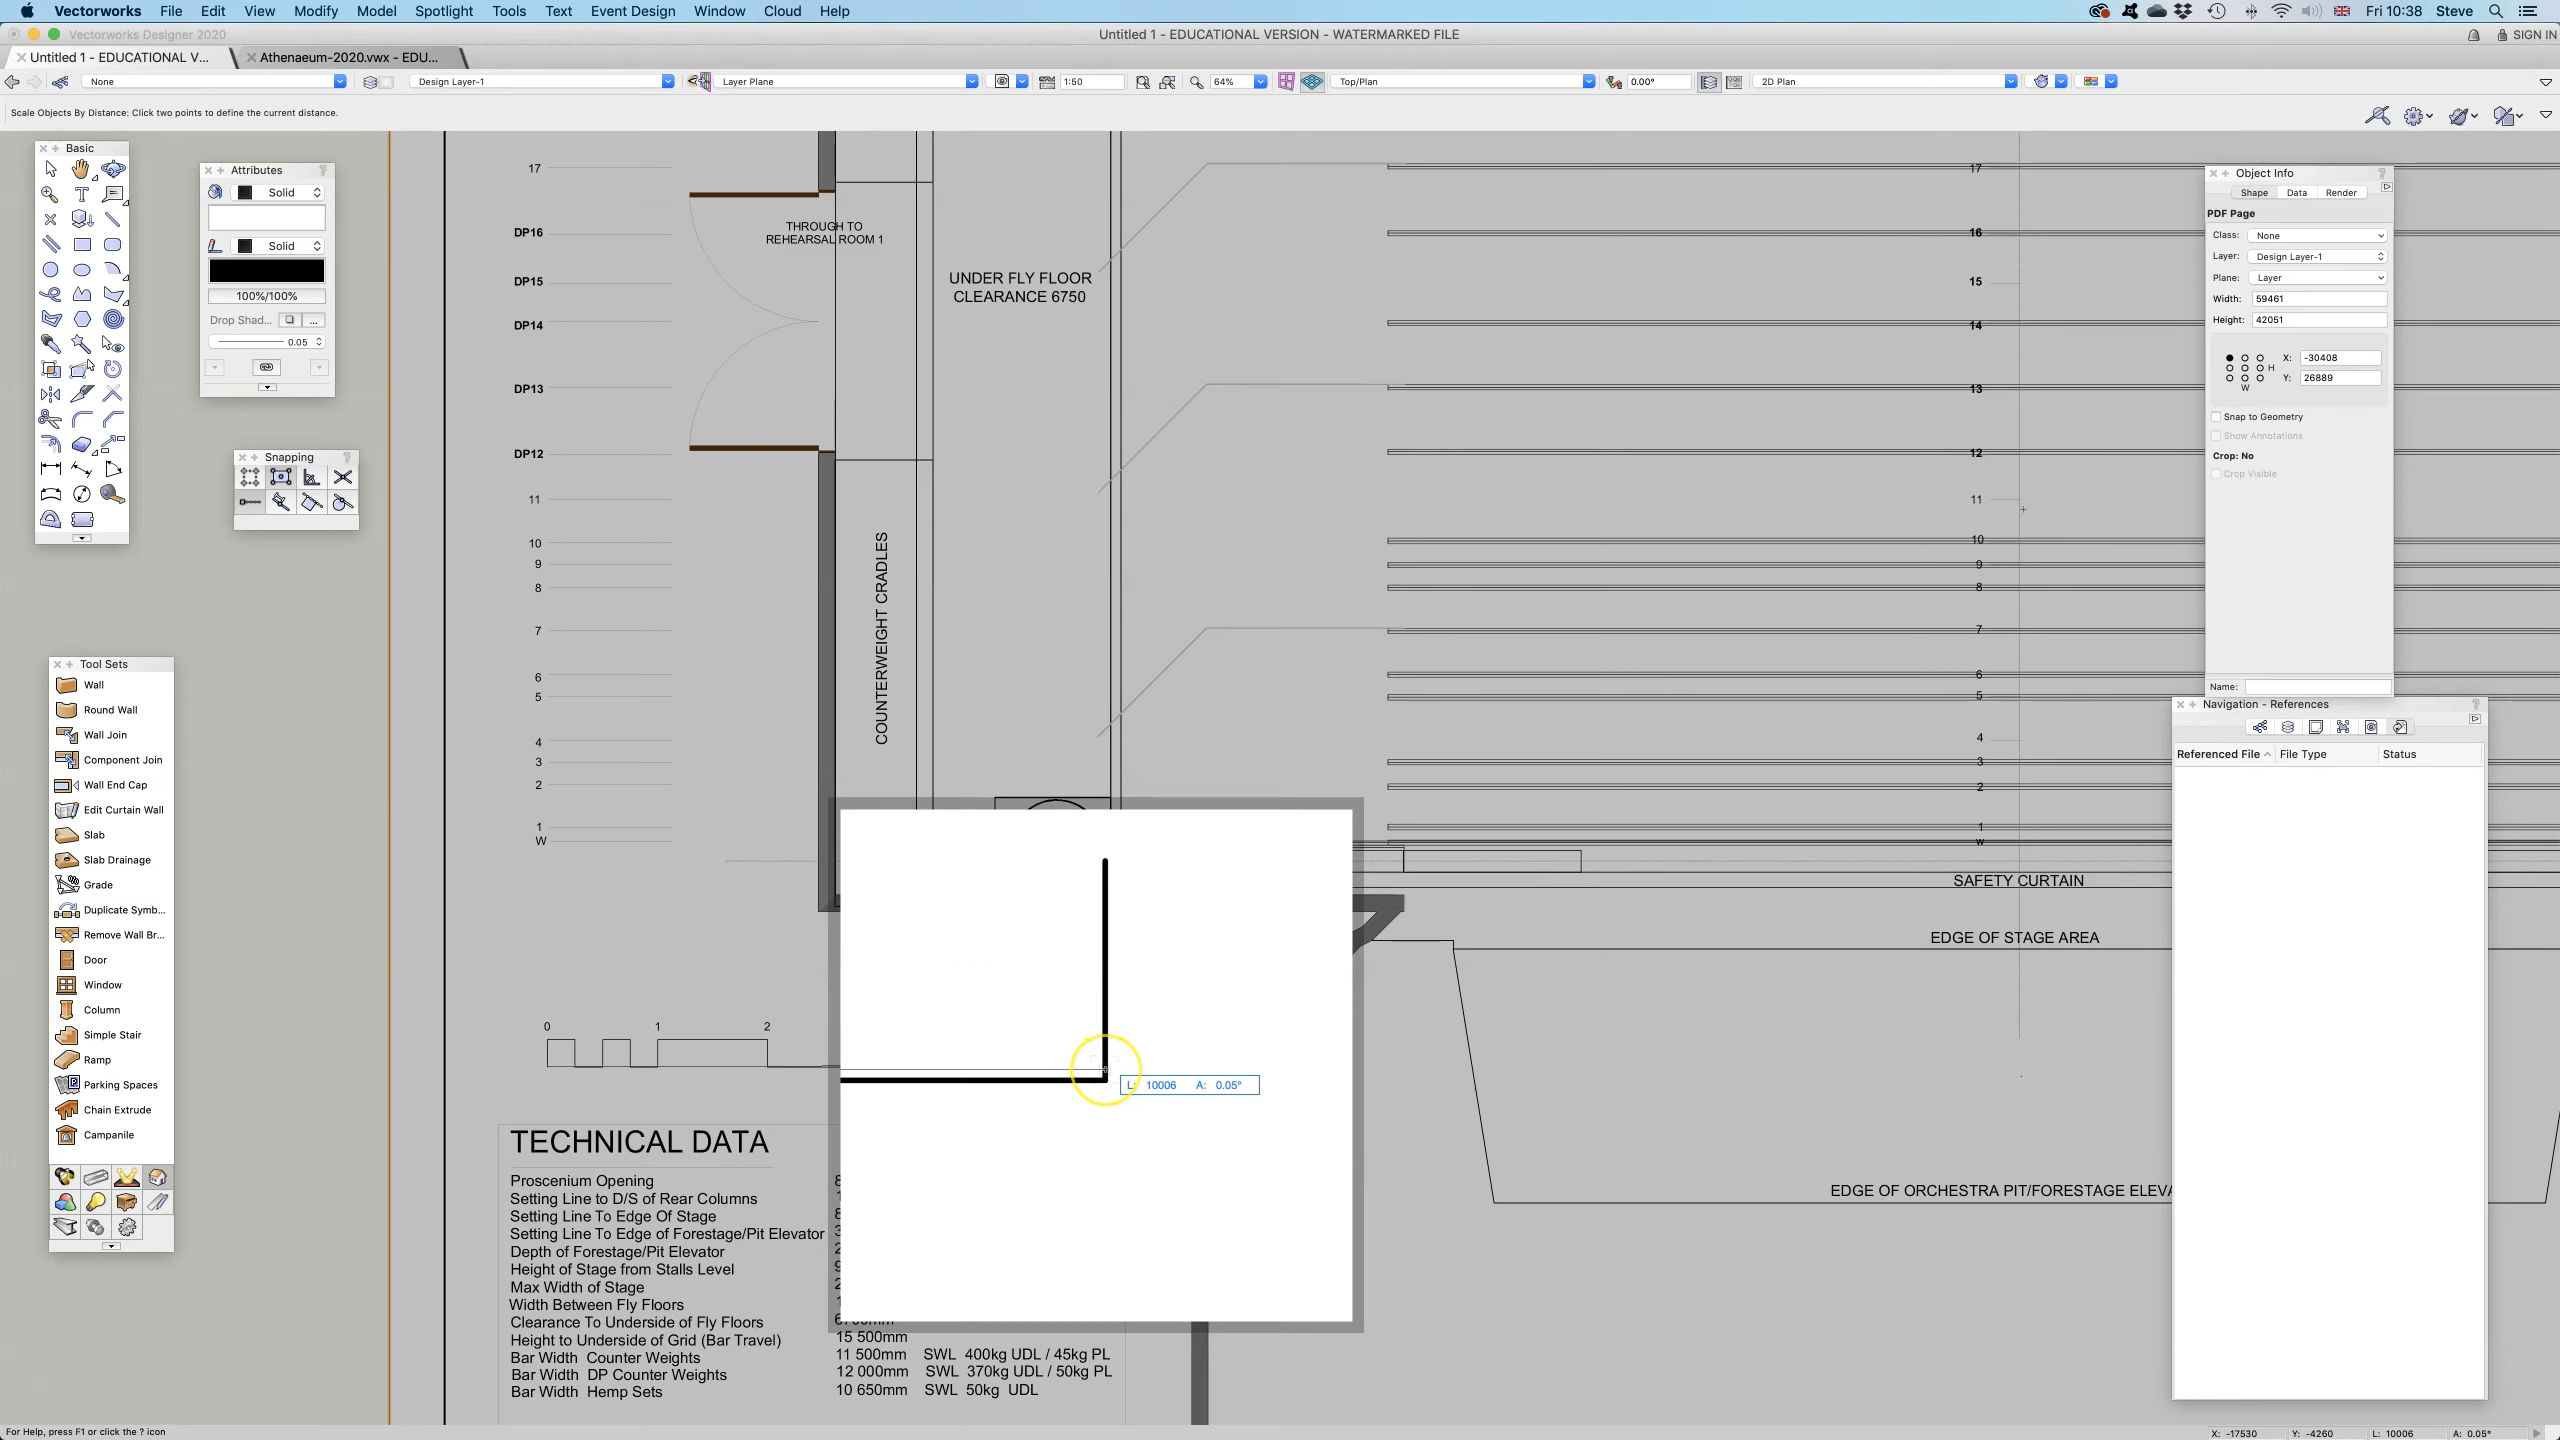 Vectorworks File Edit View Modify Model Spotlight Tools Text Event Design Window Cloud Help
Fri 10:38 Steve
Vectorworks Designer 2020
Untitled 1 - EDUCATIONAL VERSION - WATERMARKED FILE
SIGN IN
Untitled 1 - EDUCATIONAL V...
Athenaeum-2020.vwx - EDU...
None
Design Layer-1
Layer Plane
1:50
64%
Top/Plan
0.00°
2D Plan
Scale Objects By Distance: Click two points to define the current distance.
Basic
Attributes
Solid
Solid
100%/100%
Drop Shad...
...
0.05
Snapping
Tool Sets
Wall
Round Wall
Wall Join
Component Join
Wall End Cap
Edit Curtain Wall
Slab
Slab Drainage
Grade
Duplicate Symb...
Remove Wall Br...
Door
Window
Column
Simple Stair
Ramp
Parking Spaces
Chain Extrude
Campanile
17
DP16
DP15
DP14
DP13
DP12
11
10
9
8
7
6
5
4
3
2
1
W
THROUGH TO
REHEARSAL ROOM 1
UNDER FLY FLOOR
CLEARANCE 6750
COUNTERWEIGHT CRADLES
17
16
15
14
13
12
11
10
9
8
7
6
5
4
3
2
1
W
SAFETY CURTAIN
EDGE OF STAGE AREA
EDGE OF ORCHESTRA PIT/FORESTAGE ELEVA
0 1 2
L: 10006 A: 0.05°
TECHNICAL DATA
Proscenium Opening
Setting Line to D/S of Rear Columns
Setting Line To Edge Of Stage
Setting Line To Edge of Forestage/Pit Elevator
Depth of Forestage/Pit Elevator
Height of Stage from Stalls Level
Max Width of Stage
Width Between Fly Floors
Clearance To Underside of Fly Floors
Height to Underside of Grid (Bar Travel) 15 500mm
Bar Width Counter Weights 11 500mm SWL 400kg UDL / 45kg PL
Bar Width DP Counter Weights 12 000mm SWL 370kg UDL / 50kg PL
Bar Width Hemp Sets 10 650mm SWL 50kg UDL
Object Info
Shape Data Render
PDF Page
Class: None
Layer: Design Layer-1
Plane: Layer
Width: 59461
Height: 42051
H
W
X: -30408
Y: 26889
Snap to Geometry
Show Annotations
Crop: No
Crop Visible
Name:
Navigation - References
Referenced File File Type Status
For Help, press F1 or click the ? icon
X: -17530 Y: -4260 L: 10006 A: 0.05°